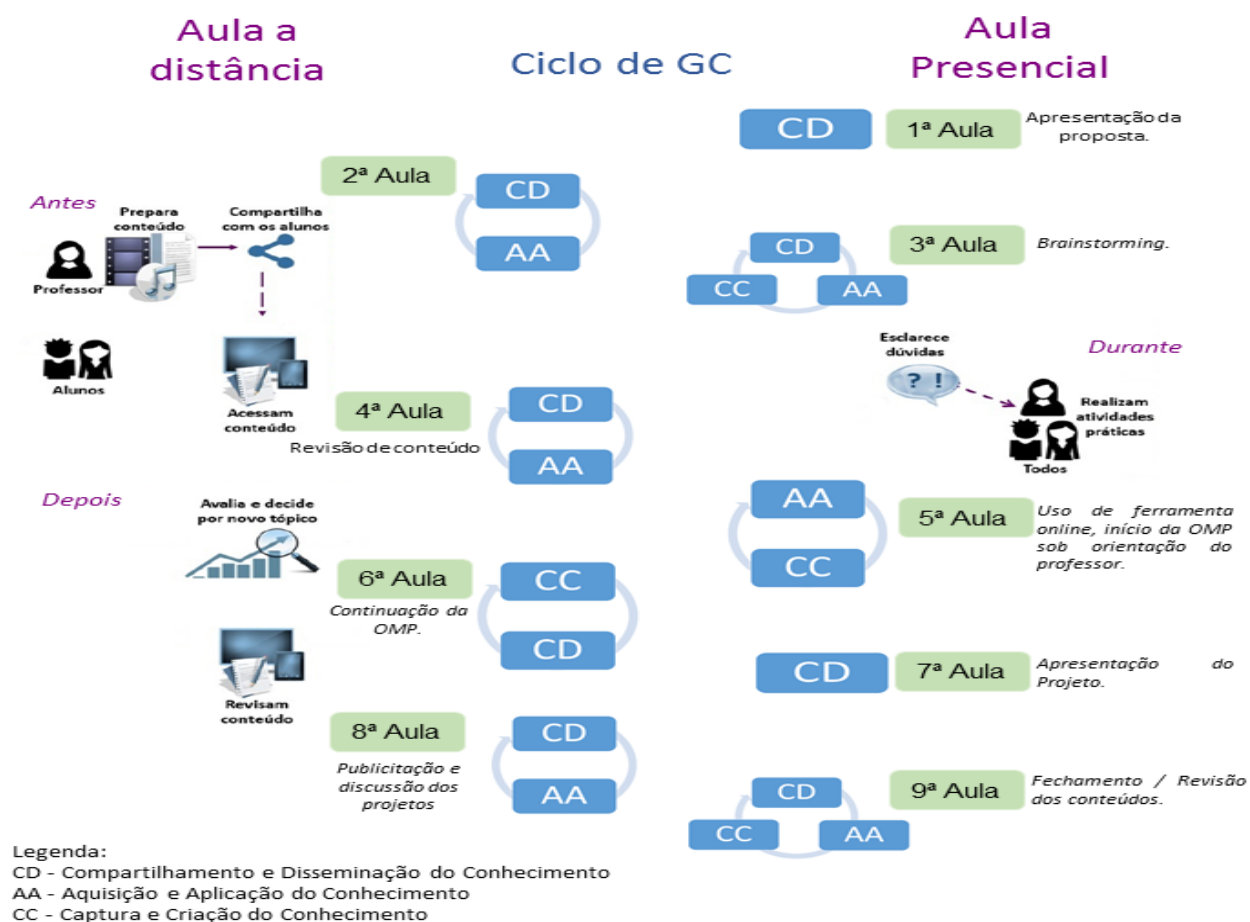 Aula a
distância
Ciclo de GC
Aula
Presencial
CD
1ª Aula
Apresentação da
proposta.
2ª Aula
CD
AA
Antes
Prepara
conteúdo
Compartilha
com os alunos
Professor
Alunos
Acessam
conteúdo
3ª Aula
Brainstorming.
CD
CC
AA
Esclarece
dúvidas
Durante
? !
Realizam
atividades
práticas
Todos
4ª Aula
Revisão de conteúdo
CD
AA
Depois
Avalia e decide
por novo tópico
AA
CC
5ª Aula
Uso de ferramenta
online, início da OMP
sob orientação do
professor.
6ª Aula
Continuação da
OMP.
CC
CD
Revisam
conteúdo
CD
7ª Aula
Apresentação do
Projeto.
8ª Aula
Publicitação e
discussão dos
projetos
CD
AA
9ª Aula
Fechamento / Revisão
dos conteúdos.
CD
CC
AA
Legenda:
CD - Compartilhamento e Disseminação do Conhecimento
AA - Aquisição e Aplicação do Conhecimento
CC - Captura e Criação do Conhecimento